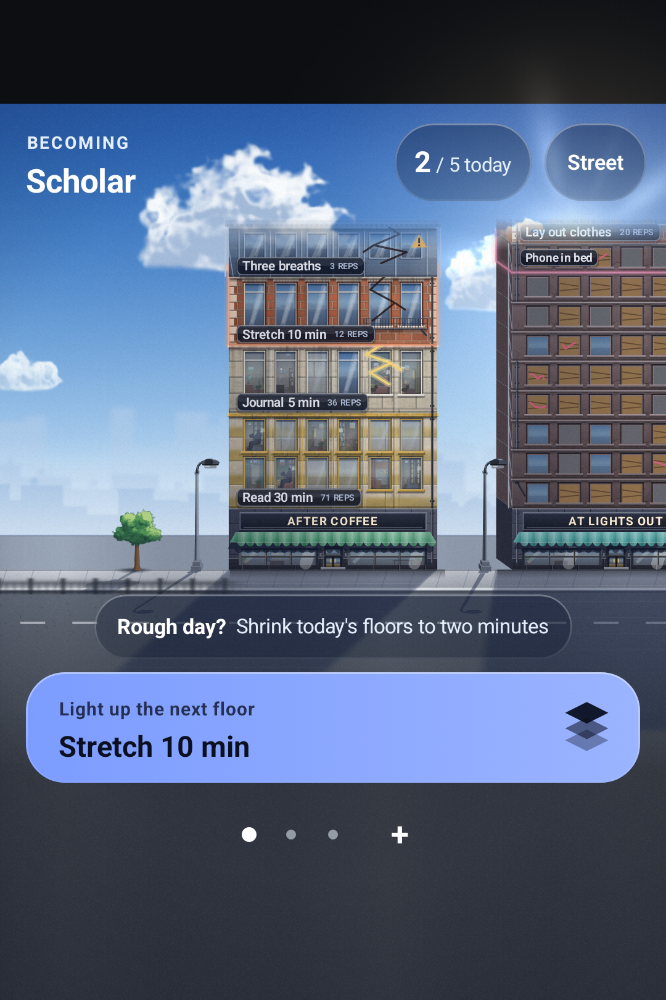 BECOMING
Scholar
2 / 5 today
Street
Lay out clothes 20 REPS
Phone in bed
Three breaths 3 REPS
Stretch 10 min 12 REPS
Journal 5 min 36 REPS
Read 30 min 71 REPS
AFTER COFFEE
AT LIGHTS OUT
Rough day? Shrink today's floors to two minutes
Light up the next floor
Stretch 10 min